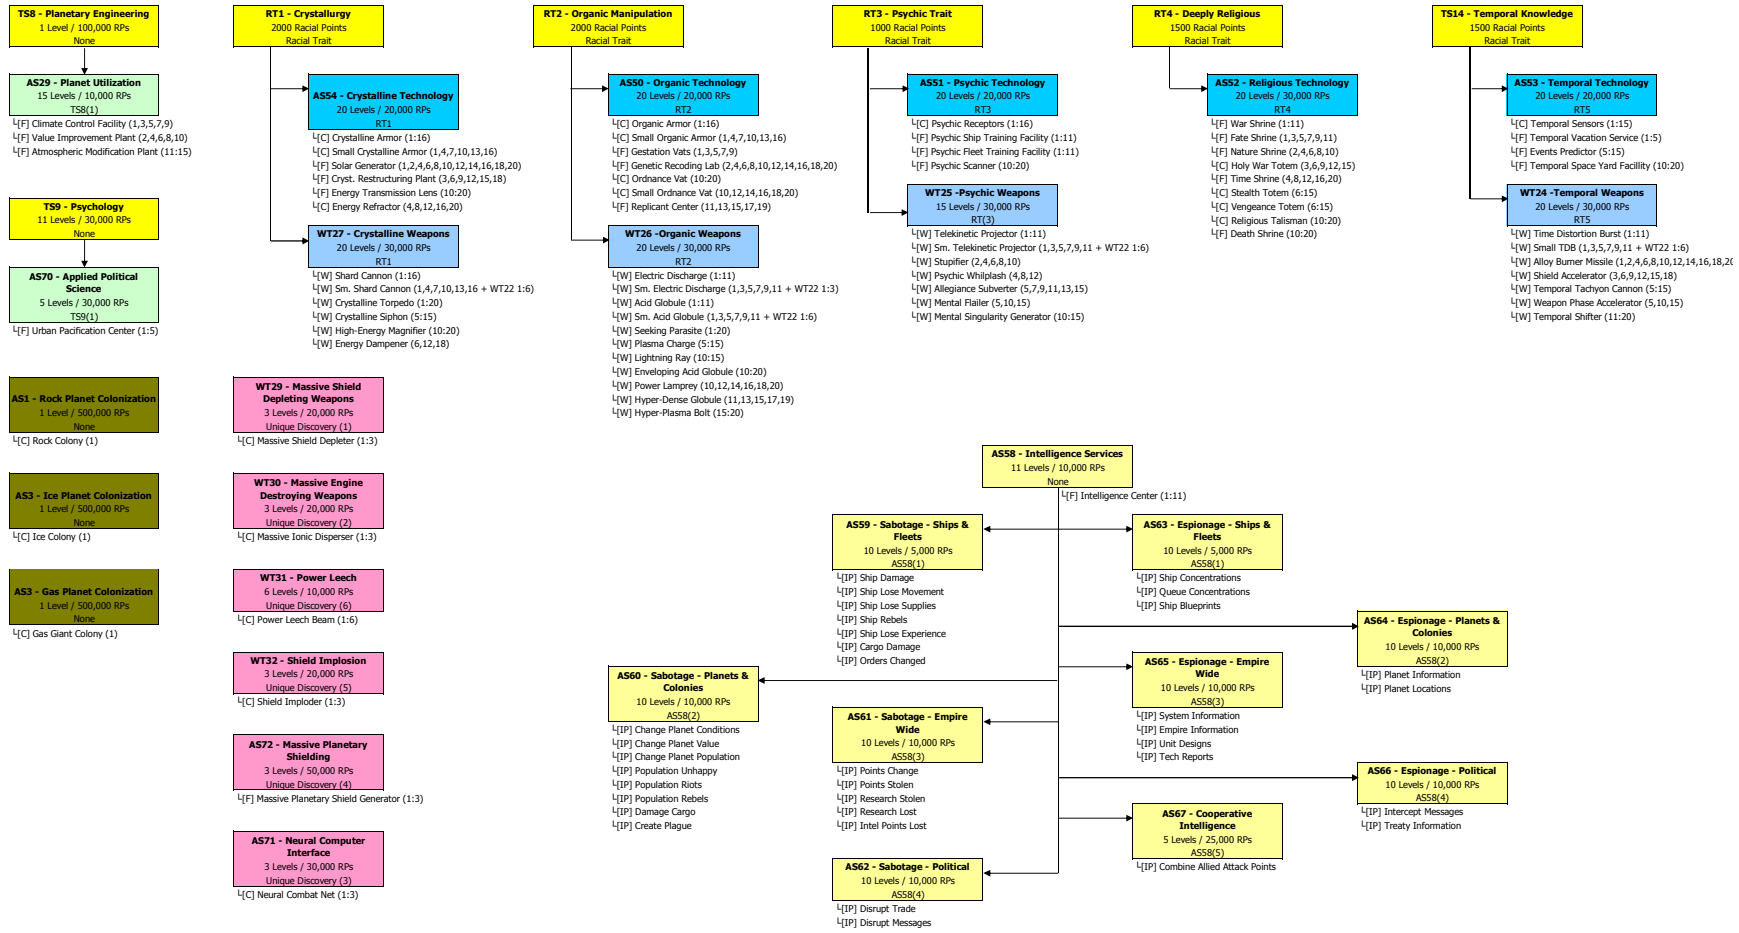 TS8 - Planetary Engineering
1 Level / 100,000 RPs
None
AS29 - Planet Utilization
15 Levels / 10,000 RPs
TS8(1)
└[F] Climate Control Facility (1,3,5,7,9)
└[F] Value Improvement Plant (2,4,6,8,10)
└[F] Atmospheric Modification Plant (11:15)
TS9 - Psychology
11 Levels / 30,000 RPs
None
AS70 - Applied Political
Science
5 Levels / 30,000 RPs
TS9(1)
└[F] Urban Pacification Center (1:5)
AS1 - Rock Planet Colonization
1 Level / 500,000 RPs
None
└[C] Rock Colony (1)
AS3 - Ice Planet Colonization
1 Level / 500,000 RPs
None
└[C] Ice Colony (1)
AS3 - Gas Planet Colonization
1 Level / 500,000 RPs
None
└[C] Gas Giant Colony (1)
RT1 - Crystallurgy
2000 Racial Points
Racial Trait
AS54 - Crystalline Technology
20 Levels / 20,000 RPs
RT1
└[C] Crystalline Armor (1:16)
└[C] Small Crystalline Armor (1,4,7,10,13,16)
└[F] Solar Generator (1,2,4,6,8,10,12,14,16,18,20)
└[F] Cryst. Restructuring Plant (3,6,9,12,15,18)
└[F] Energy Transmission Lens (10:20)
└[C] Energy Refractor (4,8,12,16,20)
WT27 - Crystalline Weapons
20 Levels / 30,000 RPs
RT1
└[W] Shard Cannon (1:16)
└[W] Sm. Shard Cannon (1,4,7,10,13,16 + WT22 1:6)
└[W] Crystalline Torpedo (1:20)
└[W] Crystalline Siphon (5:15)
└[W] High-Energy Magnifier (10:20)
└[W] Energy Dampener (6,12,18)
WT29 - Massive Shield
Depleting Weapons
3 Levels / 20,000 RPs
Unique Discovery (1)
└[C] Massive Shield Depleter (1:3)
WT30 - Massive Engine
Destroying Weapons
3 Levels / 20,000 RPs
Unique Discovery (2)
└[C] Massive Ionic Disperser (1:3)
WT31 - Power Leech
6 Levels / 10,000 RPs
Unique Discovery (6)
└[C] Power Leech Beam (1:6)
WT32 - Shield Implosion
3 Levels / 20,000 RPs
Unique Discovery (5)
└[C] Shield Imploder (1:3)
AS72 - Massive Planetary
Shielding
3 Levels / 50,000 RPs
Unique Discovery (4)
└[F] Massive Planetary Shield Generator (1:3)
AS71 - Neural Computer
Interface
3 Levels / 30,000 RPs
Unique Discovery (3)
└[C] Neural Combat Net (1:3)
RT2 - Organic Manipulation
2000 Racial Points
Racial Trait
AS50 - Organic Technology
20 Levels / 20,000 RPs
RT2
└[C] Organic Armor (1:16)
└[C] Small Organic Armor (1,4,7,10,13,16)
└[F] Gestation Vats (1,3,5,7,9)
└[F] Genetic Recoding Lab (2,4,6,8,10,12,14,16,18,20)
└[C] Ordnance Vat (10:20)
└[C] Small Ordnance Vat (10,12,14,16,18,20)
└[F] Replicant Center (11,13,15,17,19)
WT26 -Organic Weapons
20 Levels / 30,000 RPs
RT2
└[W] Electric Discharge (1:11)
└[W] Sm. Electric Discharge (1,3,5,7,9,11 + WT22 1:3)
└[W] Acid Globule (1:11)
└[W] Sm. Acid Globule (1,3,5,7,9,11 + WT22 1:6)
└[W] Seeking Parasite (1:20)
└[W] Plasma Charge (5:15)
└[W] Lightning Ray (10:15)
└[W] Enveloping Acid Globule (10:20)
└[W] Power Lamprey (10,12,14,16,18,20)
└[W] Hyper-Dense Globule (11,13,15,17,19)
└[W] Hyper-Plasma Bolt (15:20)
RT3 - Psychic Trait
1000 Racial Points
Racial Trait
AS51 - Psychic Technology
20 Levels / 20,000 RPs
RT3
└[C] Psychic Receptors (1:16)
└[F] Psychic Ship Training Facility (1:11)
└[F] Psychic Fleet Training Facility (1:11)
└[F] Psychic Scanner (10:20)
WT25 -Psychic Weapons
15 Levels / 30,000 RPs
RT(3)
└[W] Telekinetic Projector (1:11)
└[W] Sm. Telekinetic Projector (1,3,5,7,9,11 + WT22 1:6)
└[W] Stupifier (2,4,6,8,10)
└[W] Psychic Whilplash (4,8,12)
└[W] Allegiance Subverter (5,7,9,11,13,15)
└[W] Mental Flailer (5,10,15)
└[W] Mental Singularity Generator (10:15)
RT4 - Deeply Religious
1500 Racial Points
Racial Trait
AS52 - Religious Technology
20 Levels / 30,000 RPs
RT4
└[F] War Shrine (1:11)
└[F] Fate Shrine (1,3,5,7,9,11)
└[F] Nature Shrine (2,4,6,8,10)
└[C] Holy War Totem (3,6,9,12,15)
└[F] Time Shrine (4,8,12,16,20)
└[C] Stealth Totem (6:15)
└[C] Vengeance Totem (6:15)
└[C] Religious Talisman (10:20)
└[F] Death Shrine (10:20)
TS14 - Temporal Knowledge
1500 Racial Points
Racial Trait
AS53 - Temporal Technology
20 Levels / 20,000 RPs
RT5
└[C] Temporal Sensors (1:15)
└[F] Temporal Vacation Service (1:5)
└[F] Events Predictor (5:15)
└[F] Temporal Space Yard Facillity (10:20)
WT24 -Temporal Weapons
20 Levels / 30,000 RPs
RT5
└[W] Time Distortion Burst (1:11)
└[W] Small TDB (1,3,5,7,9,11 + WT22 1:6)
└[W] Alloy Burner Missile (1,2,4,6,8,10,12,14,16,18,20
└[W] Shield Accelerator (3,6,9,12,15,18)
└[W] Temporal Tachyon Cannon (5:15)
└[W] Weapon Phase Accelerator (5,10,15)
└[W] Temporal Shifter (11:20)
AS58 - Intelligence Services
11 Levels / 10,000 RPs
None
└[F] Intelligence Center (1:11)
AS59 - Sabotage - Ships &
Fleets
10 Levels / 5,000 RPs
AS58(1)
└[IP] Ship Damage
└[IP] Ship Lose Movement
└[IP] Ship Lose Supplies
└[IP] Ship Rebels
└[IP] Ship Lose Experience
└[IP] Cargo Damage
└[IP] Orders Changed
AS63 - Espionage - Ships &
Fleets
10 Levels / 5,000 RPs
AS58(1)
└[IP] Ship Concentrations
└[IP] Queue Concentrations
└[IP] Ship Blueprints
AS64 - Espionage - Planets &
Colonies
10 Levels / 10,000 RPs
AS58(2)
└[IP] Planet Information
└[IP] Planet Locations
AS60 - Sabotage - Planets &
Colonies
10 Levels / 10,000 RPs
AS58(2)
└[IP] Change Planet Conditions
└[IP] Change Planet Value
└[IP] Change Planet Population
└[IP] Population Unhappy
└[IP] Population Riots
└[IP] Population Rebels
└[IP] Damage Cargo
└[IP] Create Plague
AS65 - Espionage - Empire
Wide
10 Levels / 10,000 RPs
AS58(3)
└[IP] System Information
└[IP] Empire Information
└[IP] Unit Designs
└[IP] Tech Reports
AS61 - Sabotage - Empire
Wide
10 Levels / 10,000 RPs
AS58(3)
└[IP] Points Change
└[IP] Points Stolen
└[IP] Research Stolen
└[IP] Research Lost
└[IP] Intel Points Lost
AS66 - Espionage - Political
10 Levels / 10,000 RPs
AS58(4)
└[IP] Intercept Messages
└[IP] Treaty Information
AS67 - Cooperative
Intelligence
5 Levels / 25,000 RPs
AS58(5)
└[IP] Combine Allied Attack Points
AS62 - Sabotage - Political
10 Levels / 10,000 RPs
AS58(4)
└[IP] Disrupt Trade
└[IP] Disrupt Messages